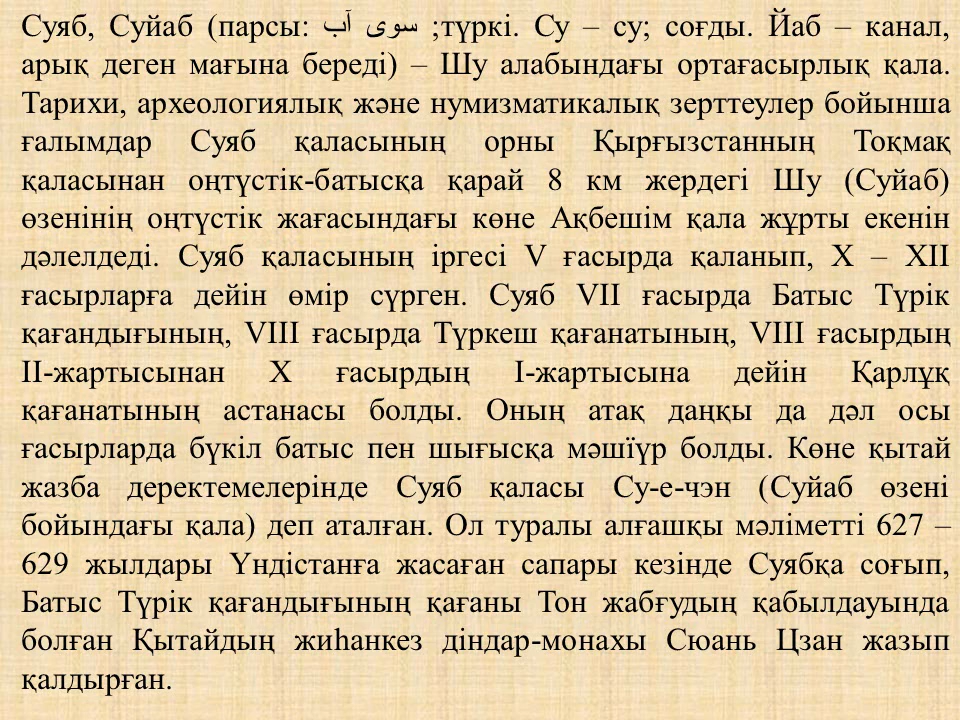 Суяб, Суйаб (парсы: سوی آب ;түркі. Су – су; соғды. Йаб – канал,
арық деген мағына береді) – Шу алабындағы ортағасырлық қала.
Тарихи, археологиялық және нумизматикалық зерттеулер бойынша
ғалымдар Суяб қаласының орны Қырғызстанның Тоқмақ
қаласынан оңтүстік-батысқа қарай 8 км жердегі Шу (Суйаб)
өзенінің оңтүстік жағасындағы көне Ақбешім қала жұрты екенін
дәлелдеді. Суяб қаласының іргесі V ғасырда қаланып, X – XII
ғасырларға дейін өмір сүрген. Суяб VII ғасырда Батыс Түрік
қағандығының, VIII ғасырда Түркеш қағанатының, VIII ғасырдың
II-жартысынан X ғасырдың I-жартысына дейін Қарлұқ
қағанатының астанасы болды. Оның атақ даңқы да дәл осы
ғасырларда бүкіл батыс пен шығысқа мәшїүр болды. Көне қытай
жазба деректемелерінде Суяб қаласы Су-е-чэн (Суйаб өзені
бойындағы қала) деп аталған. Ол туралы алғашқы мәліметті 627 –
629 жылдары Үндістанға жасаған сапары кезінде Суябқа соғып,
Батыс Түрік қағандығының қағаны Тон жабғудың қабылдауында
болған Қытайдың жиһанкез діндар-монахы Сюань Цзан жазып
қалдырған.